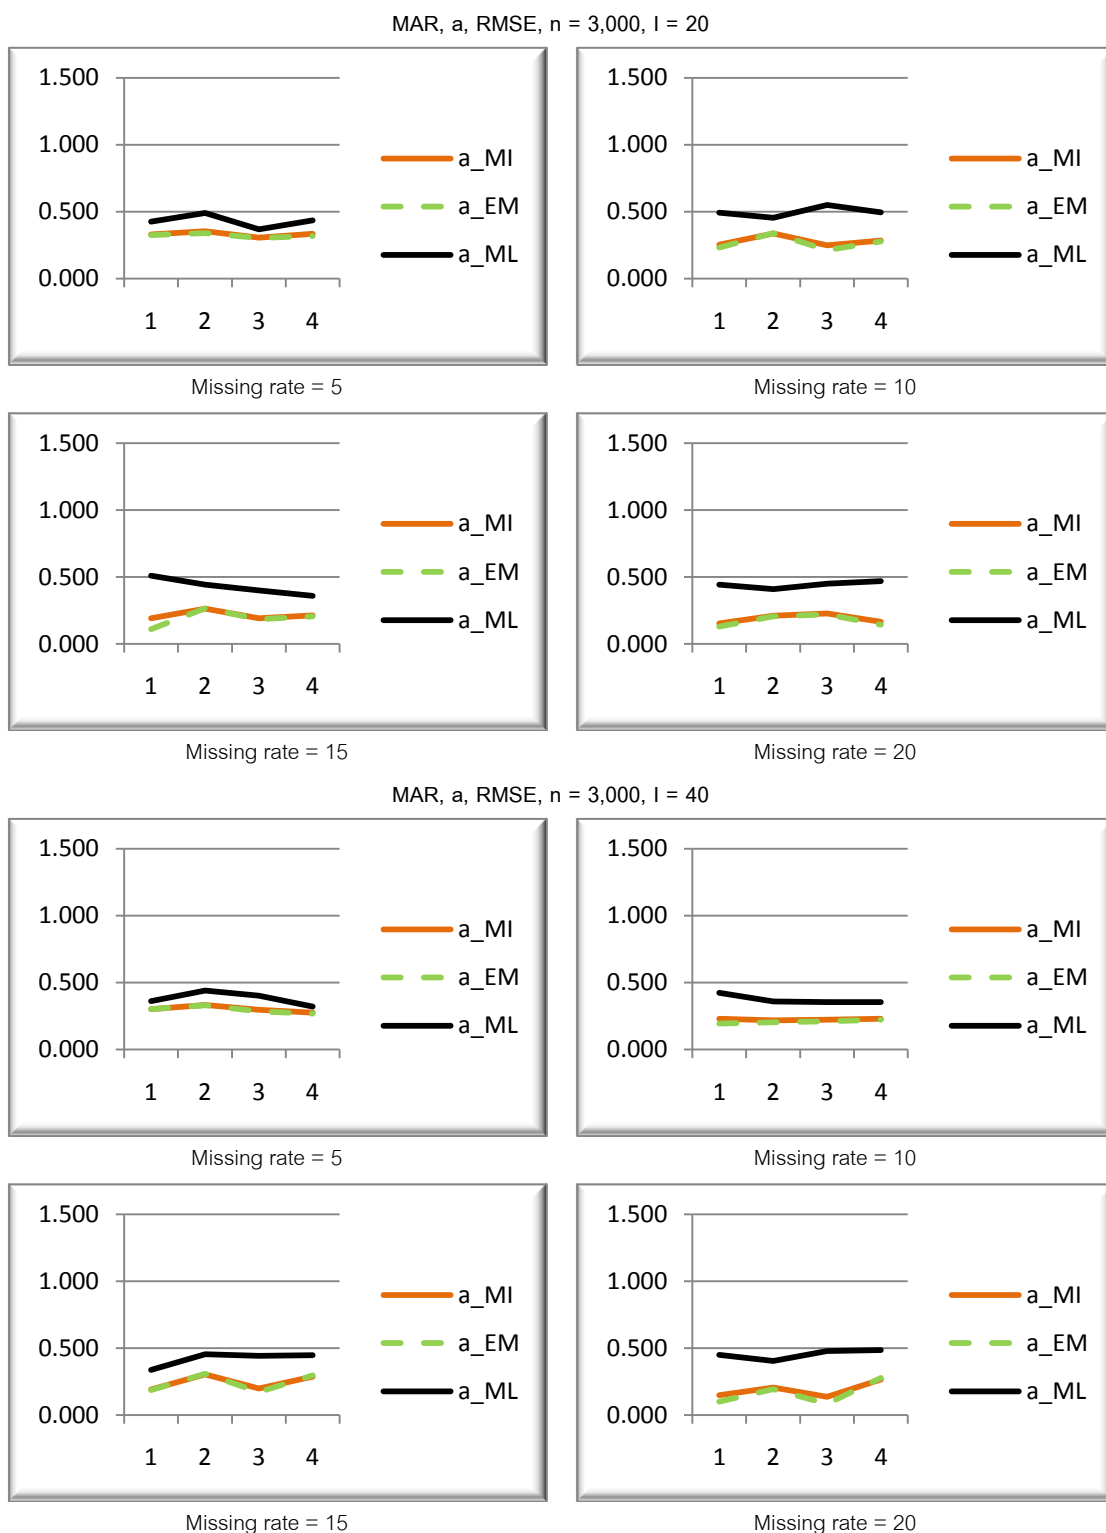 MAR, a, RMSE, n = 3,000, I = 20
1.500
1.000
0.500
0.000
1 2 3 4
a_MI
a_EM
a_ML
Missing rate = 5
1.500
1.000
0.500
0.000
1 2 3 4
a_MI
a_EM
a_ML
Missing rate = 10
1.500
1.000
0.500
0.000
1 2 3 4
a_MI
a_EM
a_ML
Missing rate = 15
1.500
1.000
0.500
0.000
1 2 3 4
a_MI
a_EM
a_ML
Missing rate = 20
MAR, a, RMSE, n = 3,000, I = 40
1.500
1.000
0.500
0.000
1 2 3 4
a_MI
a_EM
a_ML
Missing rate = 5
1.500
1.000
0.500
0.000
1 2 3 4
a_MI
a_EM
a_ML
Missing rate = 10
1.500
1.000
0.500
0.000
1 2 3 4
a_MI
a_EM
a_ML
Missing rate = 15
1.500
1.000
0.500
0.000
1 2 3 4
a_MI
a_EM
a_ML
Missing rate = 20